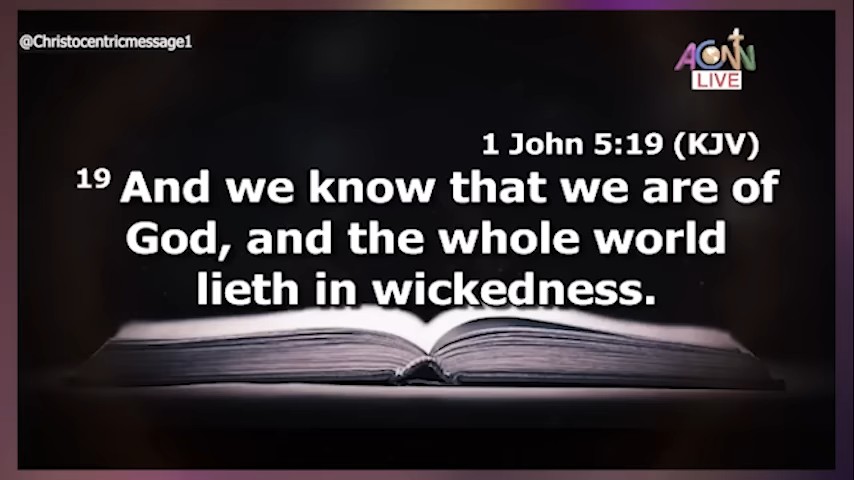 @Christocentricmessage1
ACNN
LIVE
1 John 5:19 (KJV)
19 And we know that we are of
God, and the whole world
lieth in wickedness.